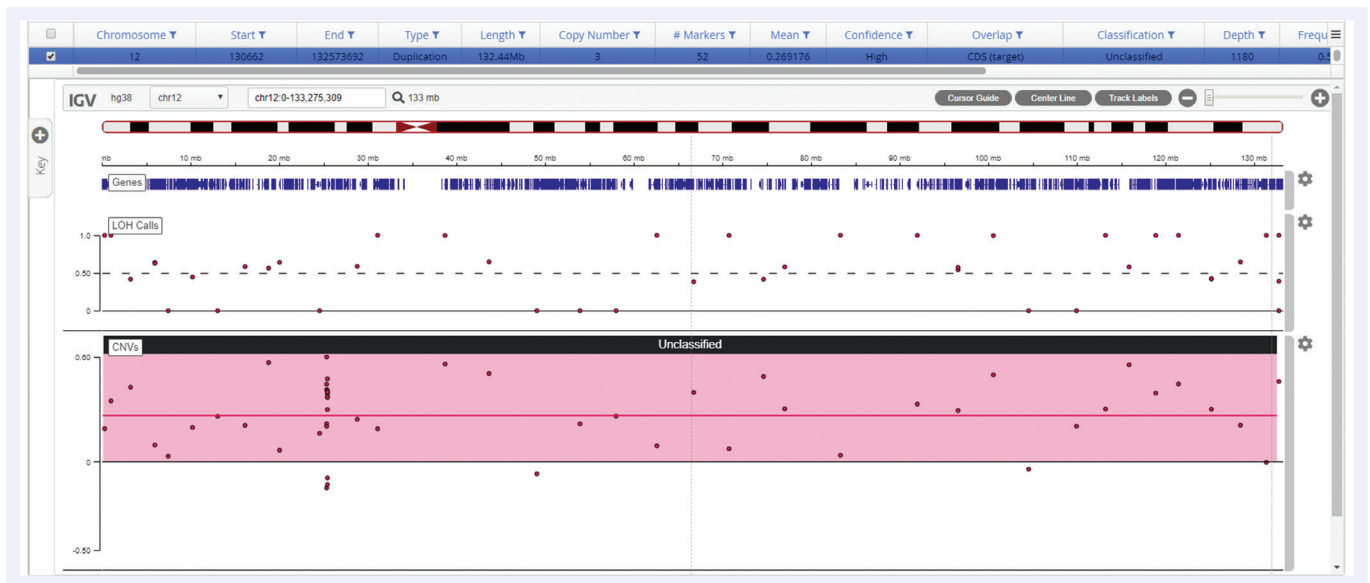 Chromosome Start End Type Length Copy Number # Markers Mean Confidence Overlap Classification Depth Frequ
12 130662 132573692 Duplication 132.44Mb 3 52 0.269176 High CDS (target) Unclassified 1180
IGV hg38 chr12 chr12:0-133,275,309 133 mb Cursor Guide Center Line Track Labels
Key
mb 10 mb 20 mb 30 mb 40 mb 50 mb 60 mb 70 mb 80 mb 90 mb 100 mb 110 mb 120 mb 130 mb
Genes
LOH Calls
1.0
0.50
0
CNVs Unclassified
0.60
0
-0.50